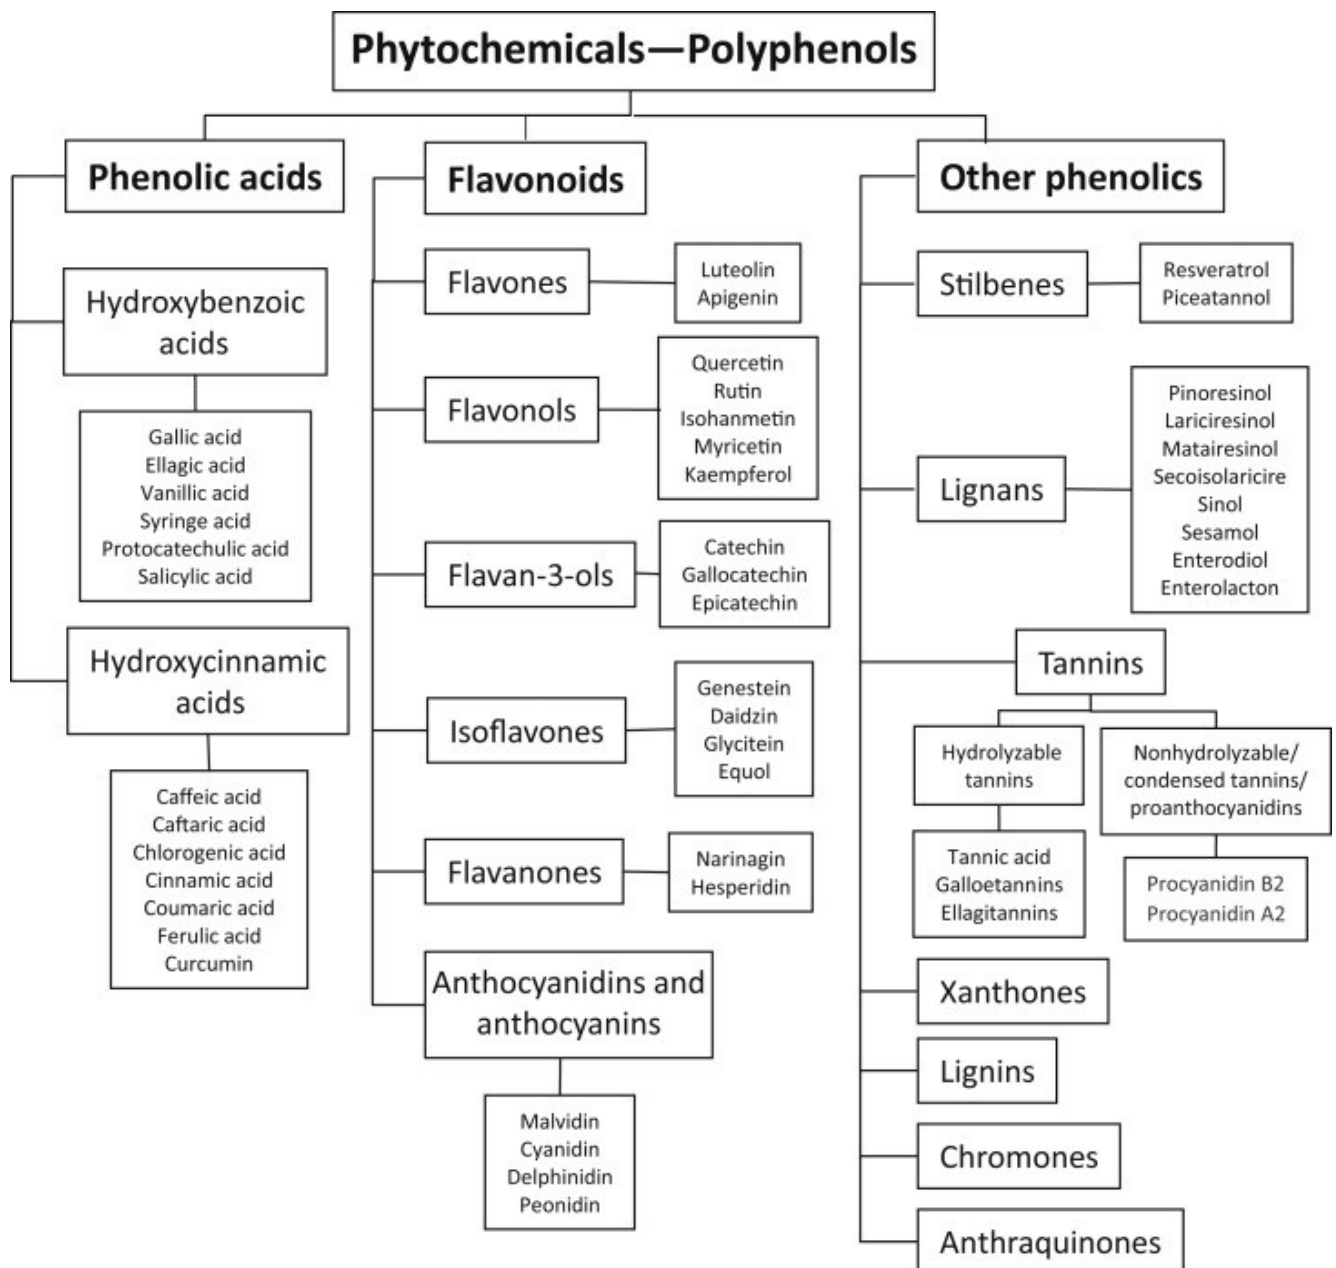 Phytochemicals—Polyphenols
Phenolic acids
Hydroxybenzoic
acids
Gallic acid
Ellagic acid
Vanillic acid
Syringe acid
Protocatechulic acid
Salicylic acid
Hydroxycinnamic
acids
Caffeic acid
Caftaric acid
Chlorogenic acid
Cinnamic acid
Coumaric acid
Ferulic acid
Curcumin
Flavonoids
Flavones
Luteolin
Apigenin
Flavonols
Quercetin
Rutin
Isohanmetin
Myricetin
Kaempferol
Flavan-3-ols
Catechin
Gallocatechin
Epicatechin
Isoflavones
Genestein
Daidzin
Glycitein
Equol
Flavanones
Narinagin
Hesperidin
Anthocyanidins and
anthocyanins
Malvidin
Cyanidin
Delphinidin
Peonidin
Other phenolics
Stilbenes
Resveratrol
Piceatannol
Lignans
Pinoresinol
Lariciresinol
Matairesinol
Secoisolaricire
Sinol
Sesamol
Enterodiol
Enterolacton
Tannins
Hydrolyzable
tannins
Tannic acid
Galloetannins
Ellagitannins
Nonhydrolyzable/
condensed tannins/
proanthocyanidins
Procyanidin B2
Procyanidin A2
Xanthones
Lignins
Chromones
Anthraquinones